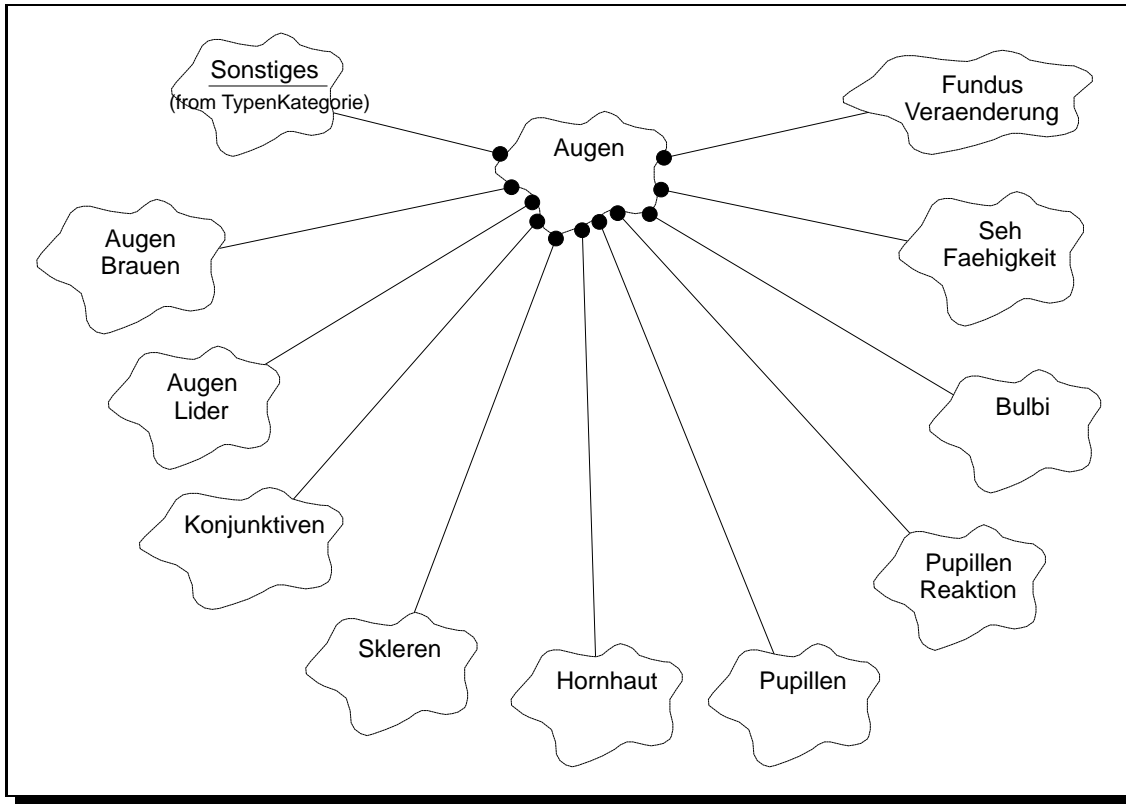 Sonstiges
(from TypenKategorie)
Augen
Fundus
Veraenderung
Augen
Brauen
Seh
Faehigkeit
Augen
Lider
Bulbi
Konjunktiven
Pupillen
Reaktion
Skleren
Hornhaut
Pupillen